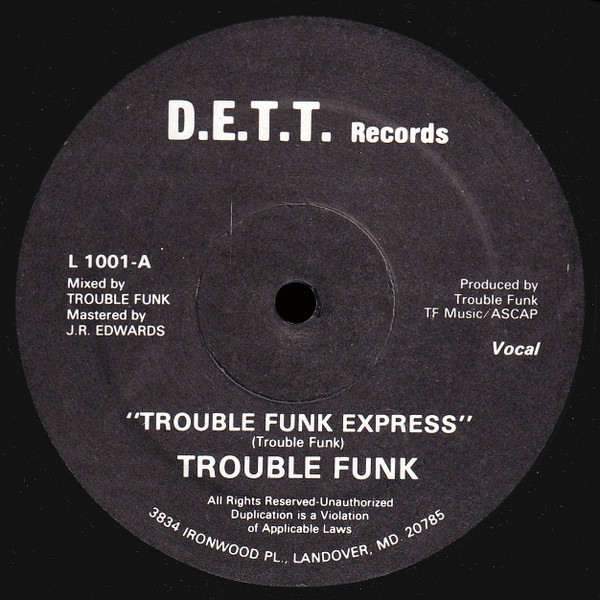 D.E.T.T. Records
L 1001-A
Mixed by
TROUBLE FUNK
Mastered by
J.R. EDWARDS
Produced by
Trouble Funk
TF Music/ASCAP
Vocal
"TROUBLE FUNK EXPRESS"
(Trouble Funk)
TROUBLE FUNK
All Rights Reserved-Unauthorized
Duplication is a Violation
of Applicable Laws
3834 IRONWOOD PL., LANDOVER, MD. 20785